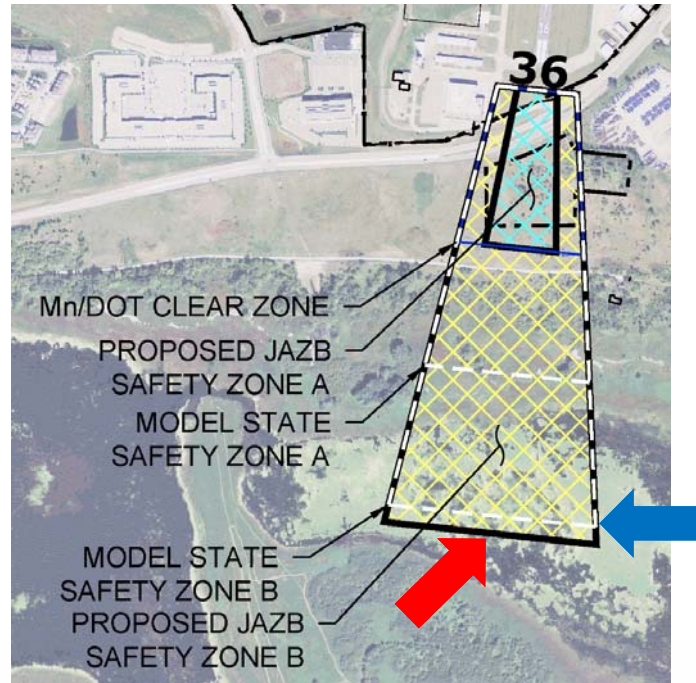 36
Mn/DOT CLEAR ZONE
PROPOSED JAZB
SAFETY ZONE A
MODEL STATE
SAFETY ZONE A
MODEL STATE
SAFETY ZONE B
PROPOSED JAZB
SAFETY ZONE B